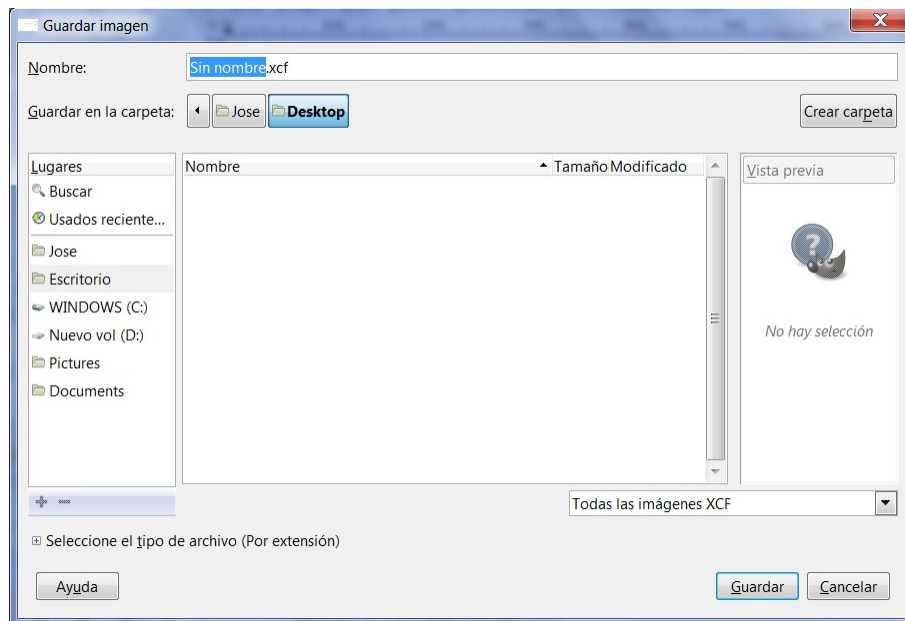 Guardar imagen
Nombre:
Sin nombre.xcf
Guardar en la carpeta:
Jose
Desktop
Crear carpeta
Lugares
Buscar
Usados reciente...
Jose
Escritorio
WINDOWS (C:)
Nuevo vol (D:)
Pictures
Documents
Nombre
Tamaño
Modificado
Vista previa
No hay selección
Todas las imágenes XCF
Seleccione el tipo de archivo (Por extensión)
Ayuda
Guardar
Cancelar